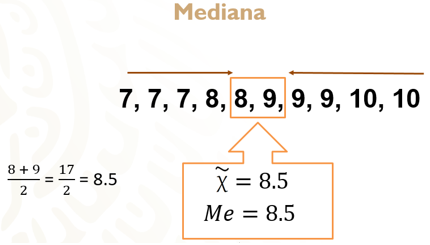 Mediana
7, 7, 7, 8, 8, 9, 9, 9, 10, 10
(8 + 9)/2 = 17/2 = 8.5
χ̃ = 8.5
Me = 8.5